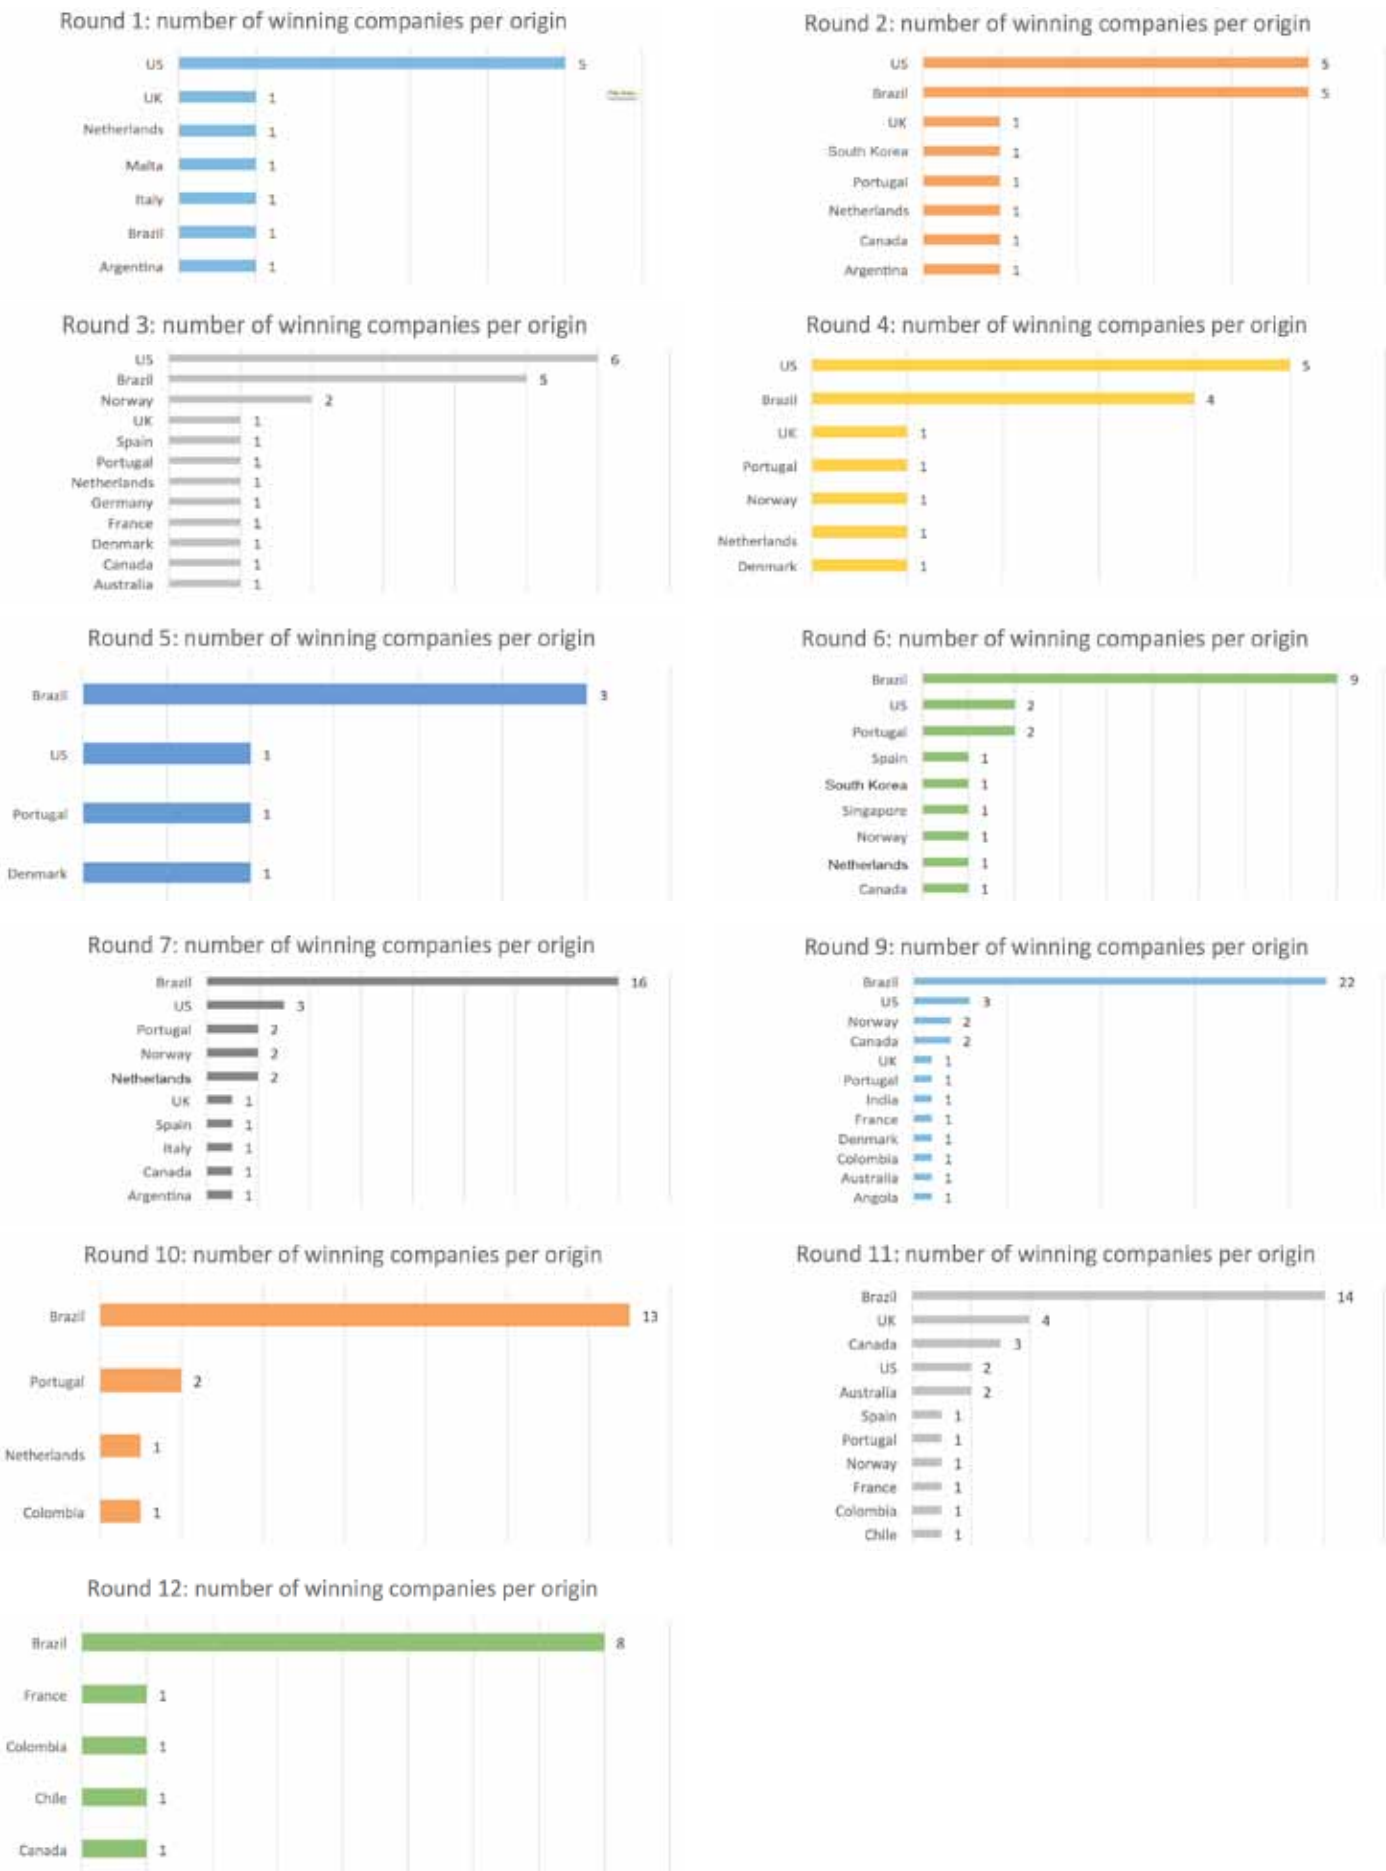 Round 1: number of winning companies per origin
US 5
UK 1
Netherlands 1
Malta 1
Italy 1
Brazil 1
Argentina 1
Round 2: number of winning companies per origin
US 5
Brazil 5
UK 1
South Korea 1
Portugal 1
Netherlands 1
Canada 1
Argentina 1
Round 3: number of winning companies per origin
US 6
Brazil 5
Norway 2
UK 1
Spain 1
Portugal 1
Netherlands 1
Germany 1
France 1
Denmark 1
Canada 1
Australia 1
Round 4: number of winning companies per origin
US 5
Brazil 4
UK 1
Portugal 1
Norway 1
Netherlands 1
Denmark 1
Round 5: number of winning companies per origin
Brazil 3
US 1
Portugal 1
Denmark 1
Round 6: number of winning companies per origin
Brazil 9
US 2
Portugal 2
Spain 1
South Korea 1
Singapore 1
Norway 1
Netherlands 1
Canada 1
Round 7: number of winning companies per origin
Brazil 16
US 3
Portugal 2
Norway 2
Netherlands 2
UK 1
Spain 1
Italy 1
Canada 1
Argentina 1
Round 9: number of winning companies per origin
Brazil 22
US 3
Norway 2
Canada 2
UK 1
Portugal 1
India 1
France 1
Denmark 1
Colombia 1
Australia 1
Angola 1
Round 10: number of winning companies per origin
Brazil 13
Portugal 2
Netherlands 1
Colombia 1
Round 11: number of winning companies per origin
Brazil 14
UK 4
Canada 3
US 2
Australia 2
Spain 1
Portugal 1
Norway 1
France 1
Colombia 1
Chile 1
Round 12: number of winning companies per origin
Brazil 8
France 1
Colombia 1
Chile 1
Canada 1